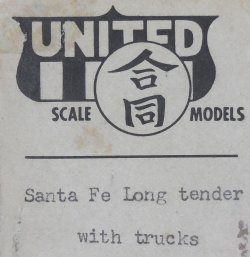 UNITED
合同
SCALE MODELS
Santa Fe Long tender
with trucks